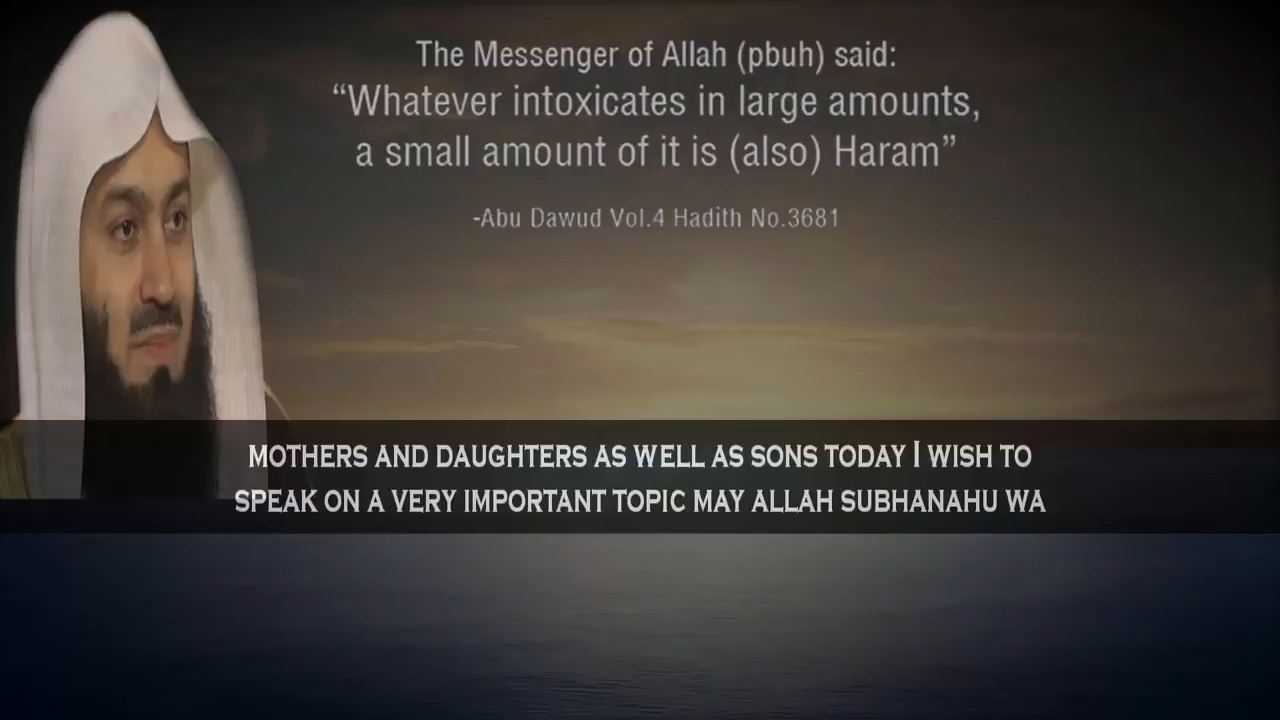 The Messenger of Allah (pbuh) said:
“Whatever intoxicates in large amounts,
a small amount of it is (also) Haram”
-Abu Dawud Vol.4 Hadith No.3681
MOTHERS AND DAUGHTERS AS WELL AS SONS TODAY I WISH TO
SPEAK ON A VERY IMPORTANT TOPIC MAY ALLAH SUBHANAHU WA